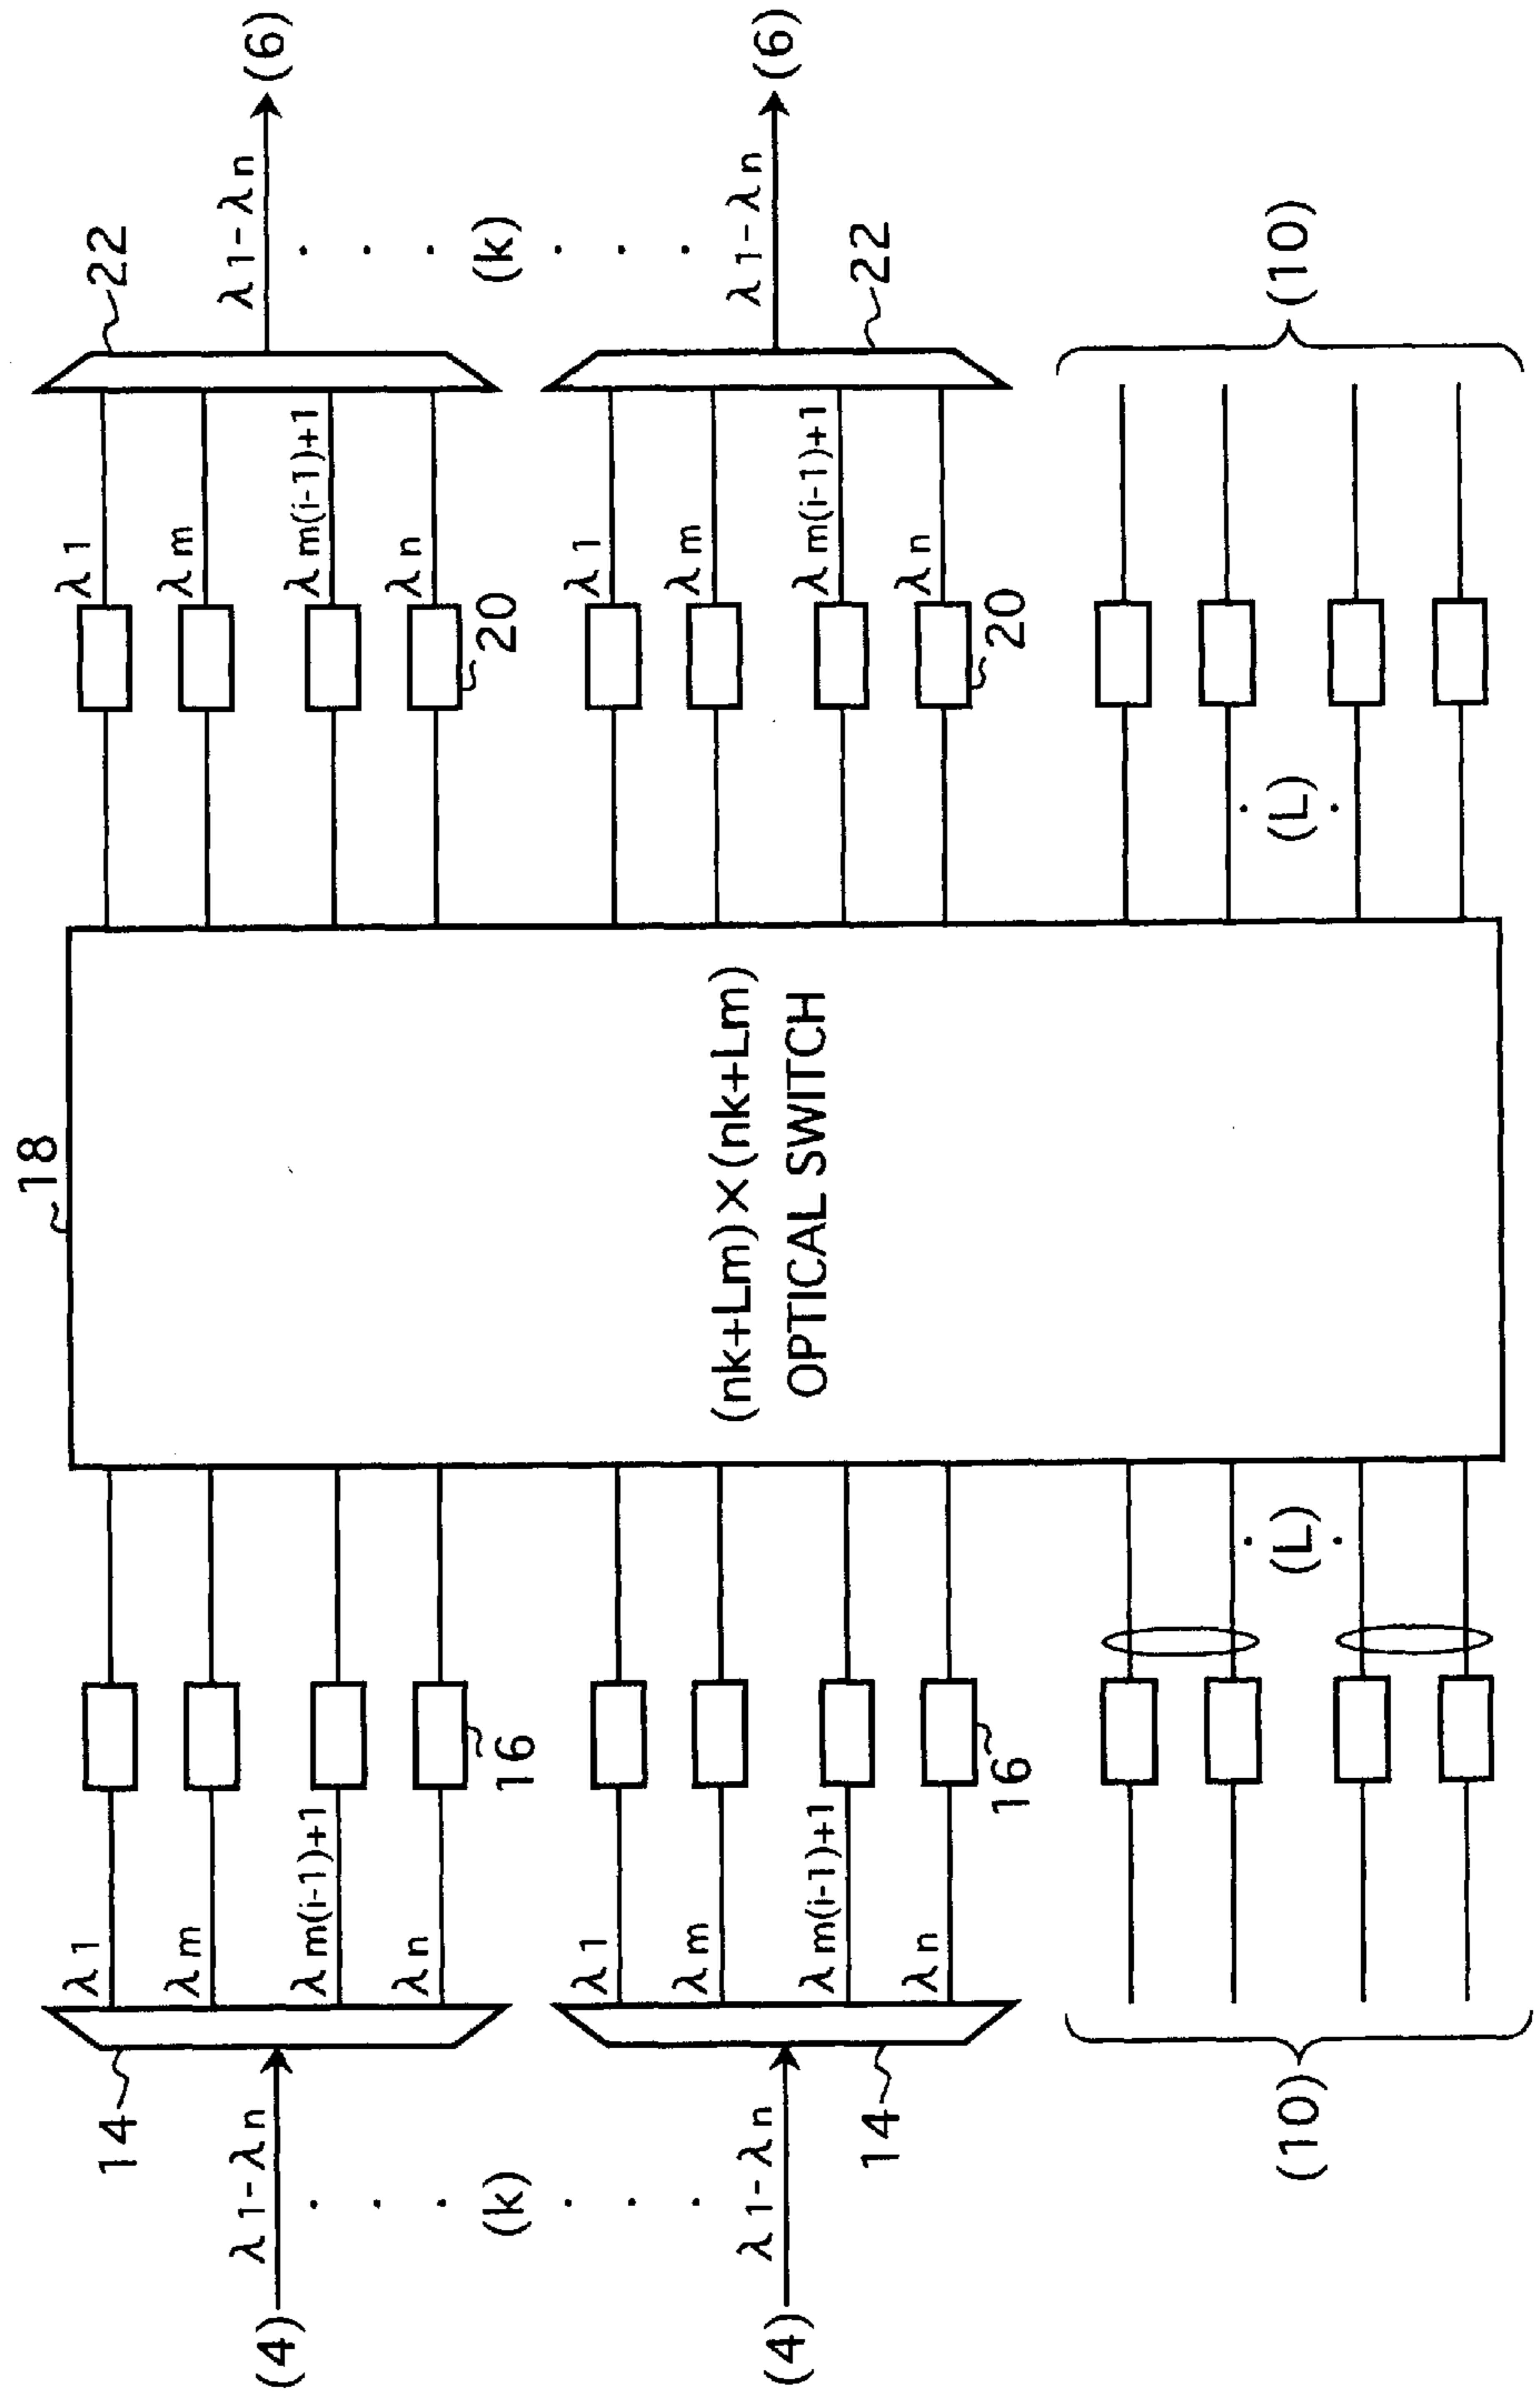 18
14
λ1
λm
λm(i-1)+1
λn
16
(4)
λ1-λn
(k)
λ1
λm
λm(i-1)+1
λn
20
22
λ1-λn
(6)
(k)
(nk+Lm)×(nk+Lm)
OPTICAL SWITCH
λ1
λm
λm(i-1)+1
λn
16
(4)
λ1-λn
14
λ1
λm
λm(i-1)+1
λn
20
λ1-λn
(6)
22
(10)
(L)
(L)
(10)